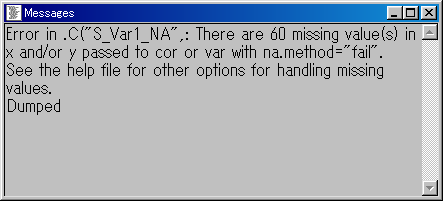 Messages
Error in .C("S_Var1_NA",: There are 60 missing value(s) in
x and/or y passed to cor or var with na.method="fail".
See the help file for other options for handling missing
values.
Dumped